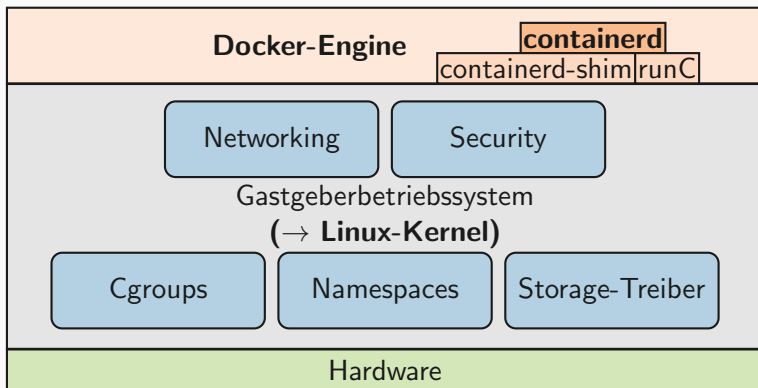 Docker-Engine
containerd
containerd-shim runC
Networking Security
Gastgeberbetriebssystem
(→ Linux-Kernel)
Cgroups Namespaces Storage-Treiber
Hardware